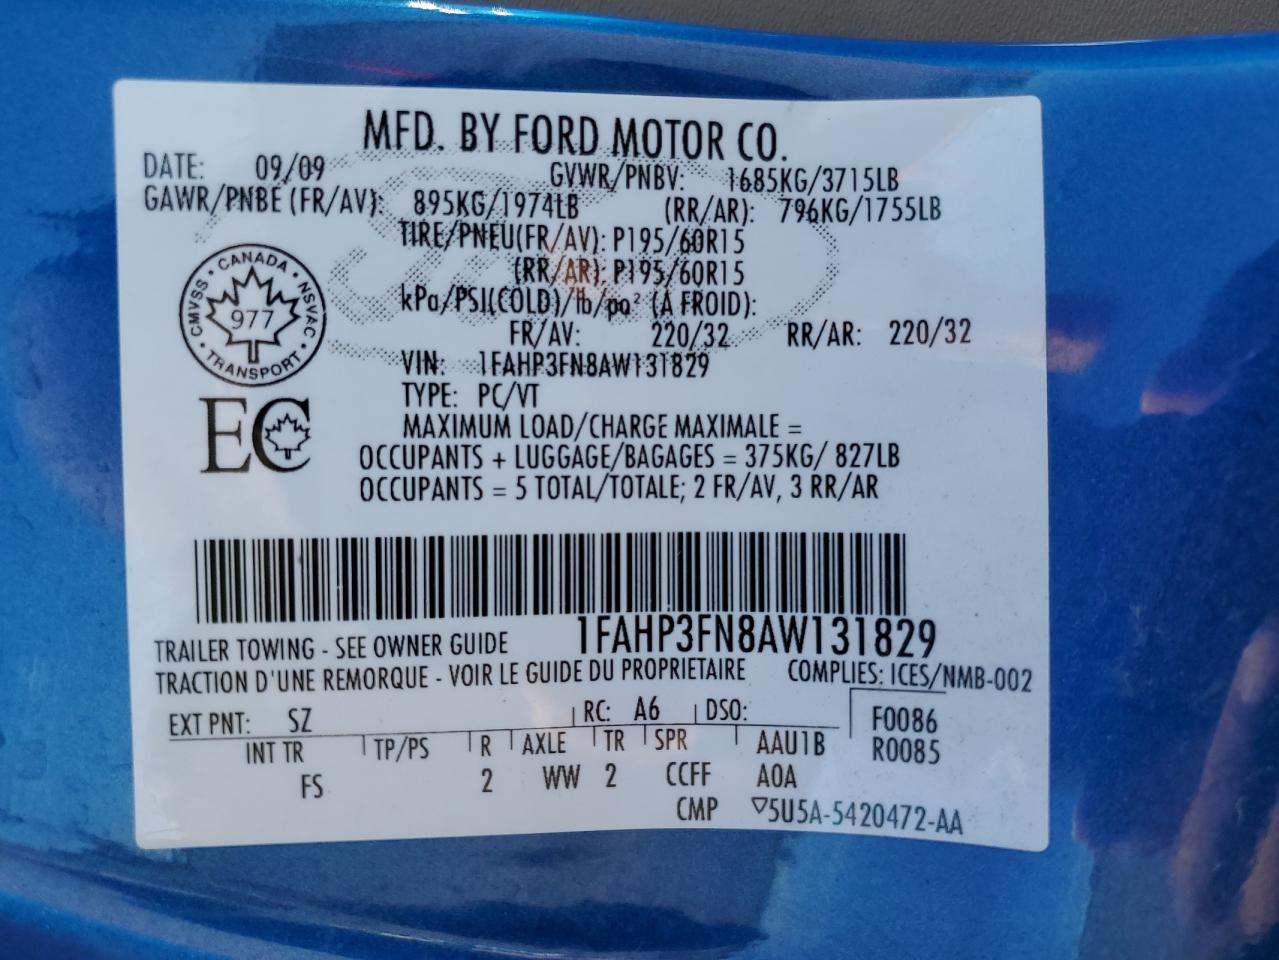 MFD. BY FORD MOTOR CO.
DATE: 09/09 GVWR/PNBV: 1685KG/3715LB
GAWR/PNBE (FR/AV): 895KG/1974LB (RR/AR): 796KG/1755LB
TIRE/PNEU(FR/AV): P195/60R15
(RR/AR): P195/60R15
kPa/PSI(COLD)/lb/po² (A FROID):
FR/AV: 220/32 RR/AR: 220/32
VIN: 1FAHP3FN8AW131829
TYPE: PC/VT
MAXIMUM LOAD/CHARGE MAXIMALE =
OCCUPANTS + LUGGAGE/BAGAGES = 375KG/ 827LB
OCCUPANTS = 5 TOTAL/TOTALE; 2 FR/AV, 3 RR/AR
CANADA
CMVSS · NSVAC
977
TRANSPORT
EC
1FAHP3FN8AW131829
TRAILER TOWING - SEE OWNER GUIDE
TRACTION D'UNE REMORQUE - VOIR LE GUIDE DU PROPRIETAIRE COMPLIES: ICES/NMB-002
EXT PNT: SZ RC: A6 DSO: F0086
INT TR TP/PS R AXLE TR SPR AAU1B R0085
FS 2 WW 2 CCFF AOA
CMP ▽5U5A-5420472-AA